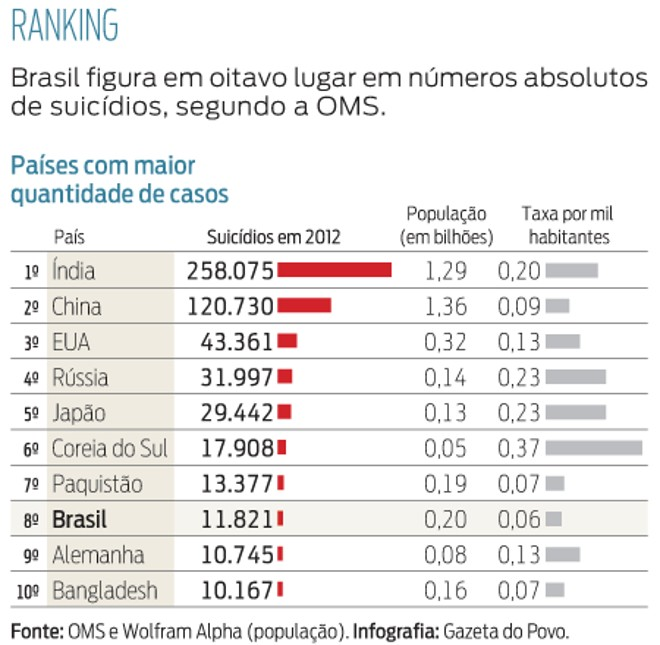 RANKING
Brasil figura em oitavo lugar em números absolutos
de suicídios, segundo a OMS.
Países com maior
quantidade de casos
País Suicídios em 2012 População (em bilhões) Taxa por mil habitantes
1º Índia 258.075 1,29 0,20
2º China 120.730 1,36 0,09
3º EUA 43.361 0,32 0,13
4º Rússia 31.997 0,14 0,23
5º Japão 29.442 0,13 0,23
6º Coreia do Sul 17.908 0,05 0,37
7º Paquistão 13.377 0,19 0,07
8º Brasil 11.821 0,20 0,06
9º Alemanha 10.745 0,08 0,13
10º Bangladesh 10.167 0,16 0,07
Fonte: OMS e Wolfram Alpha (população). Infografia: Gazeta do Povo.